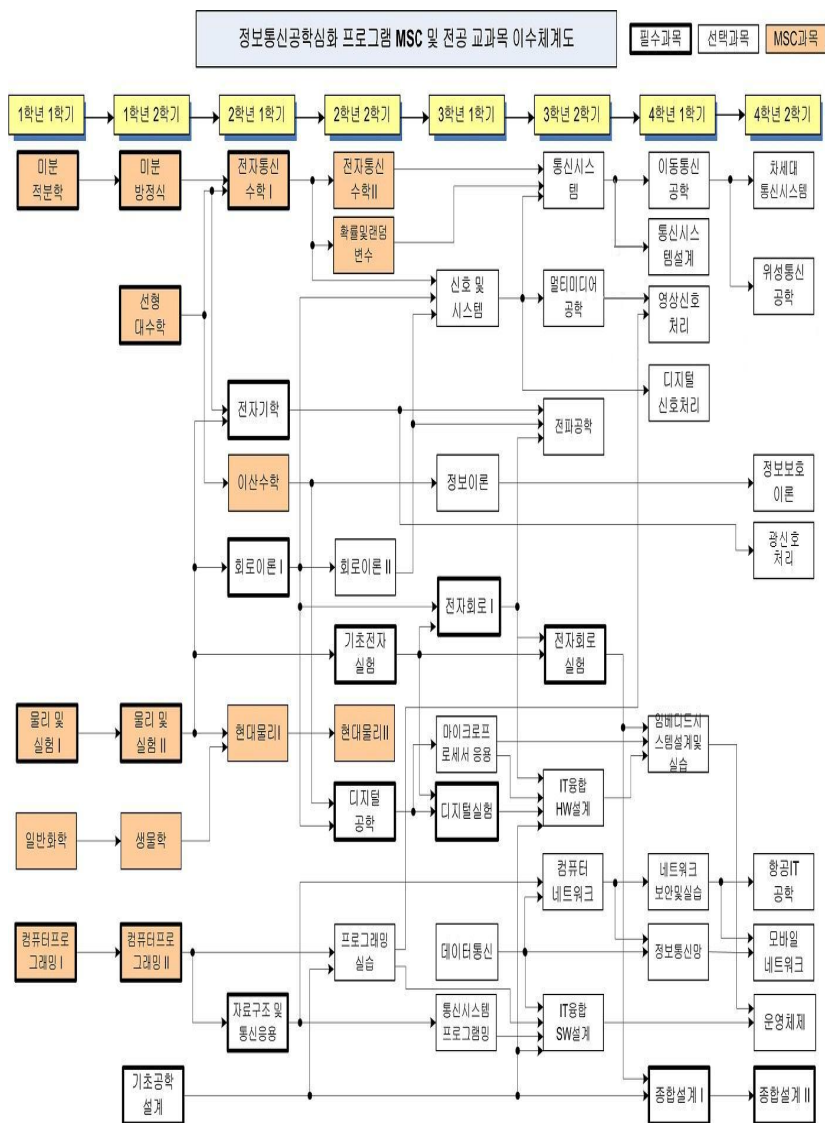 정보통신공학심화 프로그램 MSC 및 전공 교과목 이수체계도
필수과목
선택과목
MSC과목
1학년 1학기
1학년 2학기
2학년 1학기
2학년 2학기
3학년 1학기
3학년 2학기
4학년 1학기
4학년 2학기
미분
적분학
미분
방정식
전자통신
수학 I
전자통신
수학II
통신시스
템
이동통신
공학
차세대
통신시스템
확률및랜덤
변수
통신시스
템설계
선형
대수학
신호 및
시스템
멀티미디어
공학
영상신호
처리
위성통신
공학
전자기학
전파공학
디지털
신호처리
이산수학
정보이론
정보보호
이론
회로이론 I
회로이론 II
광신호
처리
전자회로 I
기초전자
실험
전자회로
실험
물리 및
실험 I
물리 및
실험 II
현대물리I
현대물리II
마이크로프
로세서 응용
임베디드시
스템설계및
실습
디지털
공학
디지털실험
IT융합
HW설계
일반화학
생물학
컴퓨터
네트워크
네트워크
보안및실습
항공IT
공학
컴퓨터프로
그래밍 I
컴퓨터프로
그래밍 II
프로그래밍
실습
데이터통신
정보통신망
모바일
네트워크
자료구조 및
통신응용
통신시스템
프로그래밍
IT융합
SW설계
운영체제
기초공학
설계
종합설계 I
종합설계 II